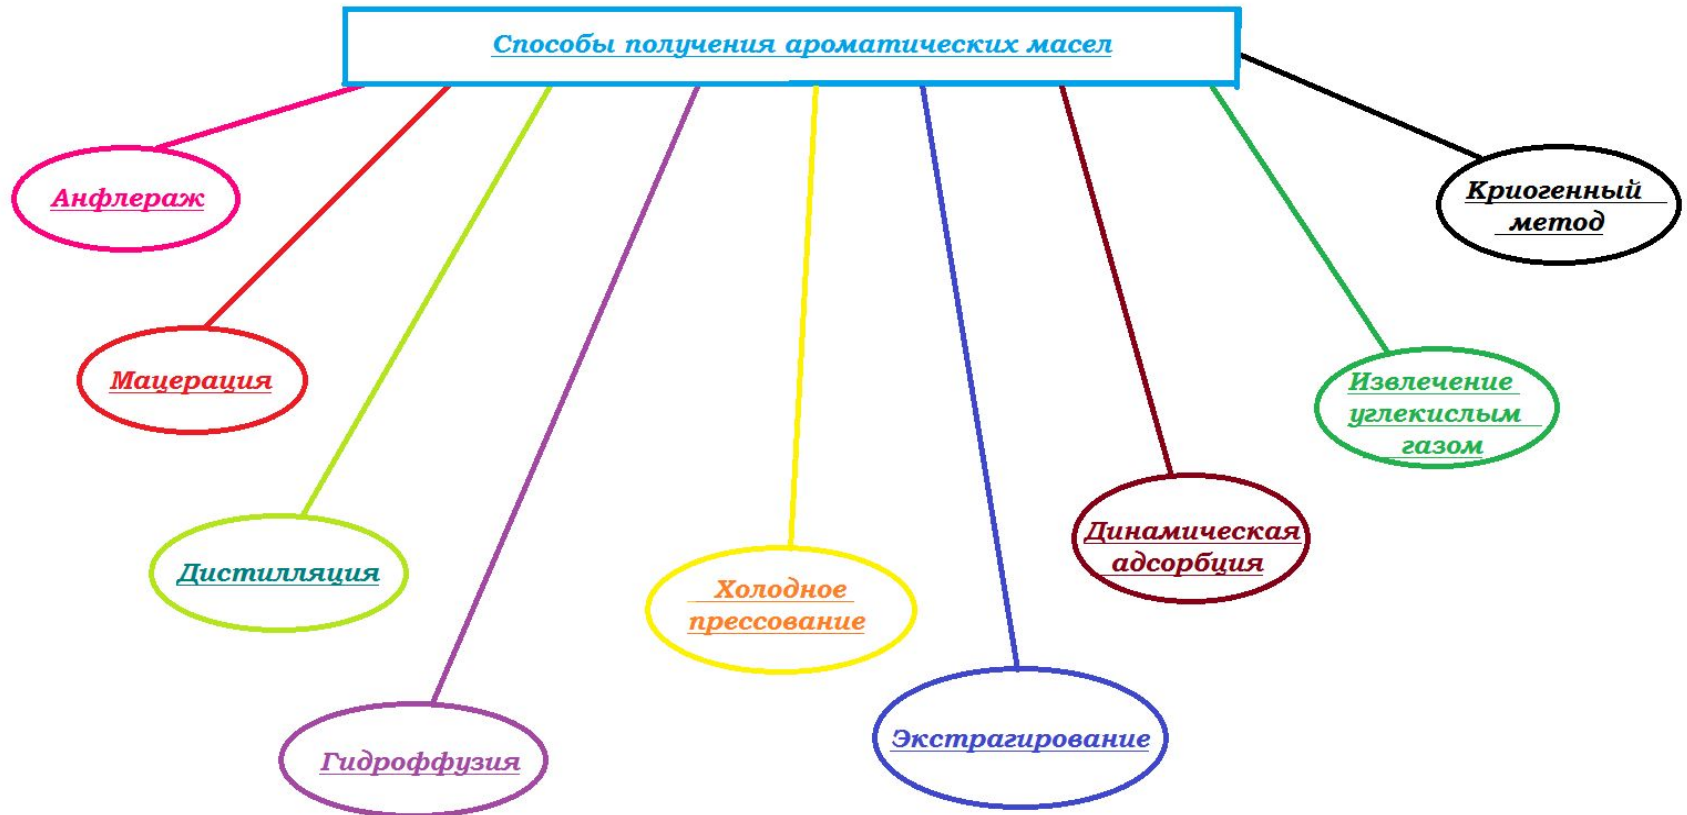 Способы получения ароматических масел
Анфлераж
Мацерация
Дистилляция
Гидроффузия
Холодное
прессование
Экстрагирование
Динамическая
адсорбция
Извлечение
углекислым
газом
Криогенный
метод